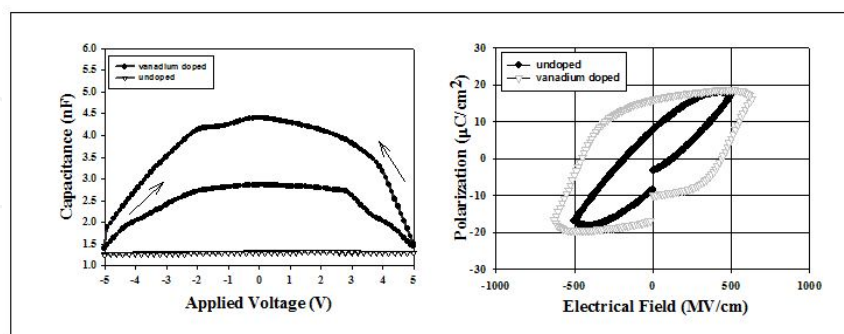 6.0
5.5
5.0
4.5
4.0
3.5
3.0
2.5
2.0
1.5
1.0
Capacitance (nF)
vanadium doped
undoped
-5 -4 -3 -2 -1 0 1 2 3 4 5
Applied Voltage (V)
30
20
10
0
-10
-20
-30
Polarization (μC/cm²)
undoped
vanadium doped
-1000 -500 0 500 1000
Electrical Field (MV/cm)